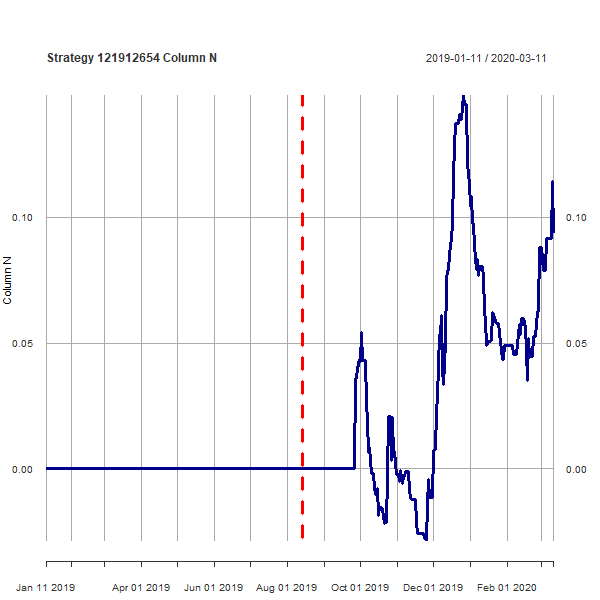 Strategy 121912654 Column N
2019-01-11 / 2020-03-11
Column N
0.10
0.10
0.05
0.05
0.00
0.00
Jan 11 2019
Apr 01 2019
Jun 01 2019
Aug 01 2019
Oct 01 2019
Dec 01 2019
Feb 01 2020